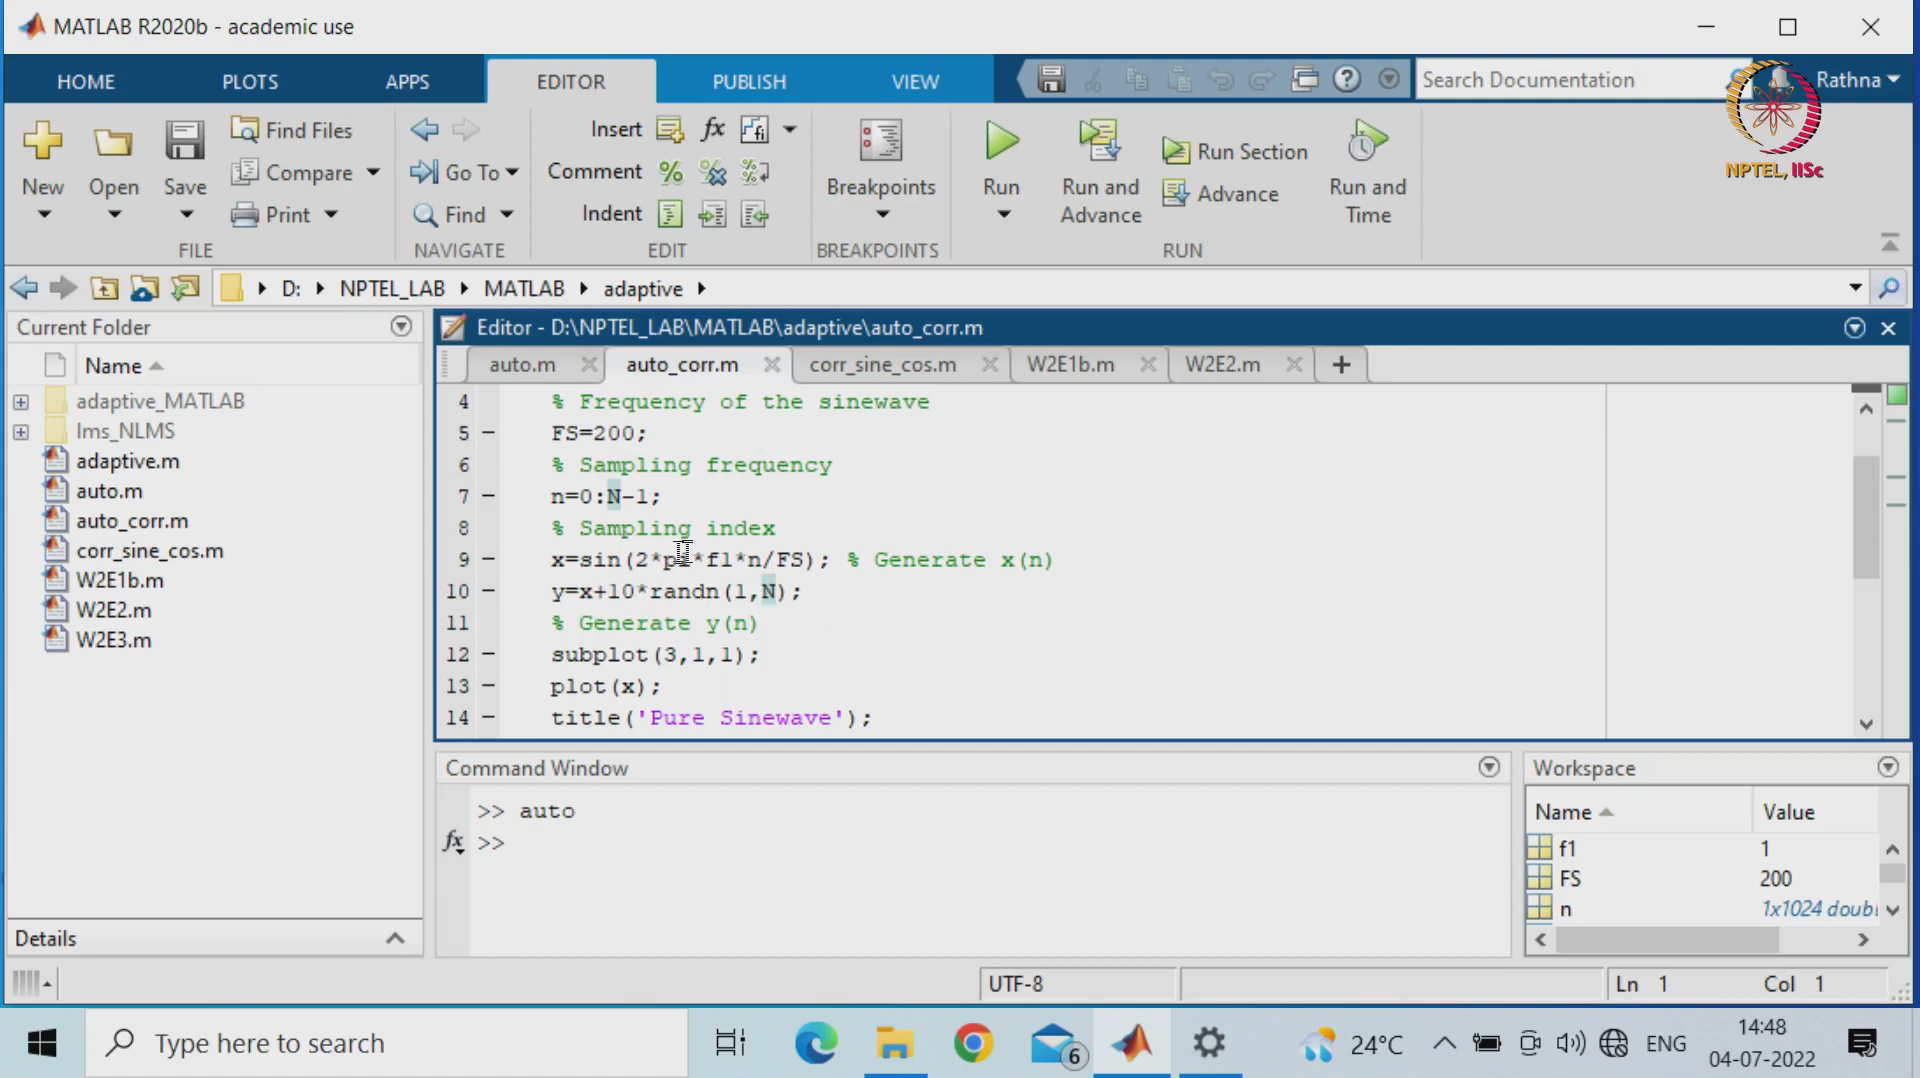 MATLAB R2020b - academic use
HOME PLOTS APPS EDITOR PUBLISH VIEW Search Documentation Rathna
NPTEL, IISc
New Open Save Find Files Compare Print
FILE
Go To Find
NAVIGATE
Insert fx
Comment
Indent
EDIT
Breakpoints
BREAKPOINTS
Run Run and Advance Run Section Advance Run and Time
RUN
D: NPTEL_LAB MATLAB adaptive
Current Folder
Name
adaptive_MATLAB
lms_NLMS
adaptive.m
auto.m
auto_corr.m
corr_sine_cos.m
W2E1b.m
W2E2.m
W2E3.m
Details
Editor - D:\NPTEL_LAB\MATLAB\adaptive\auto_corr.m
auto.m auto_corr.m corr_sine_cos.m W2E1b.m W2E2.m
4 % Frequency of the sinewave
5 – FS=200;
6 % Sampling frequency
7 – n=0:N-1;
8 % Sampling index
9 – x=sin(2*pi*f1*n/FS); % Generate x(n)
10 – y=x+10*randn(1,N);
11 % Generate y(n)
12 – subplot(3,1,1);
13 – plot(x);
14 – title('Pure Sinewave');
Command Window
>> auto
fx >>
Workspace
Name Value
f1 1
FS 200
n 1x1024 doubl
UTF-8 Ln 1 Col 1
Type here to search 6 24°C ENG 14:48
04-07-2022